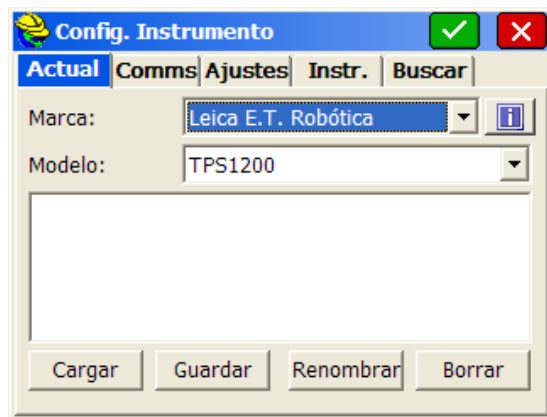 Config. Instrumento
Actual Comms Ajustes Instr. Buscar
Marca: Leica E.T. Robótica
Modelo: TPS1200
Cargar Guardar Renombrar Borrar